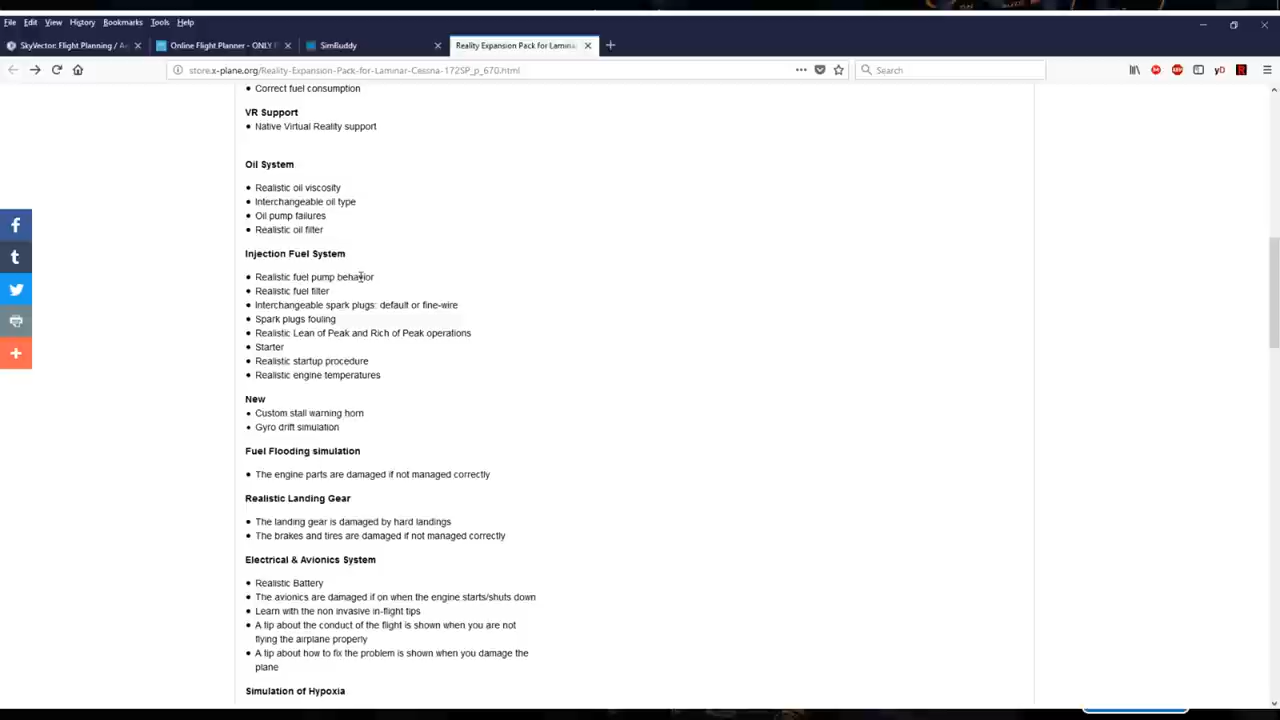 File Edit View History Bookmarks Tools Help
SkyVector: Flight Planning / Ae
Online Flight Planner - ONLY F
SimBuddy
Reality Expansion Pack for Lamina
store.x-plane.org/Reality-Expansion-Pack-for-Laminar-Cessna-172SP_p_670.html
Search
Correct fuel consumption
VR Support
Native Virtual Reality support
Oil System
Realistic oil viscosity
Interchangeable oil type
Oil pump failures
Realistic oil filter
Injection Fuel System
Realistic fuel pump behavior
Realistic fuel filter
Interchangeable spark plugs: default or fine-wire
Spark plugs fouling
Realistic Lean of Peak and Rich of Peak operations
Starter
Realistic startup procedure
Realistic engine temperatures
New
Custom stall warning horn
Gyro drift simulation
Fuel Flooding simulation
The engine parts are damaged if not managed correctly
Realistic Landing Gear
The landing gear is damaged by hard landings
The brakes and tires are damaged if not managed correctly
Electrical & Avionics System
Realistic Battery
The avionics are damaged if on when the engine starts/shuts down
Learn with the non invasive in-flight tips
A tip about the conduct of the flight is shown when you are not
flying the airplane properly
A tip about how to fix the problem is shown when you damage the
plane
Simulation of Hypoxia